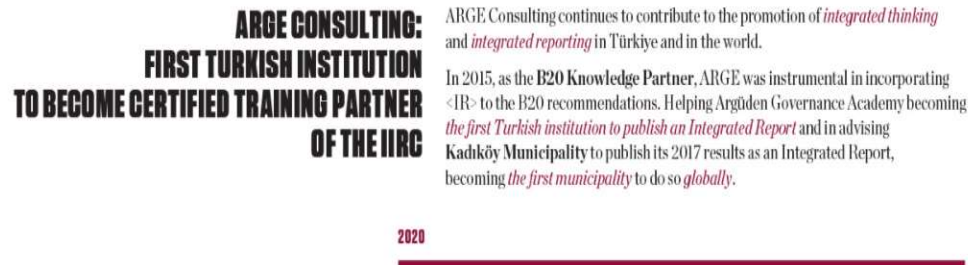 ARGE CONSULTING:
FIRST TURKISH INSTITUTION
TO BECOME CERTIFIED TRAINING PARTNER
OF THE IIRC
ARGE Consulting continues to contribute to the promotion of integrated thinking
and integrated reporting in Türkiye and in the world.
In 2015, as the B20 Knowledge Partner, ARGE was instrumental in incorporating
<IR> to the B20 recommendations. Helping Argüden Governance Academy becoming
the first Turkish institution to publish an Integrated Report and in advising
Kadıköy Municipality to publish its 2017 results as an Integrated Report,
becoming the first municipality to do so globally.
2020